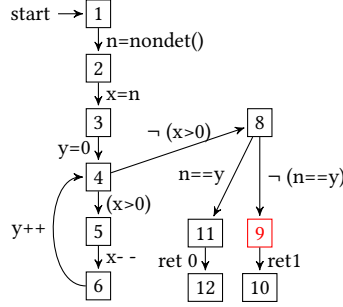 start
1
n=nondet()
2
x=n
3
y=0
¬ (x>0)
8
4
(x>0)
n==y
¬ (n==y)
y++
5
11
9
x- -
ret 0
ret1
6
12
10